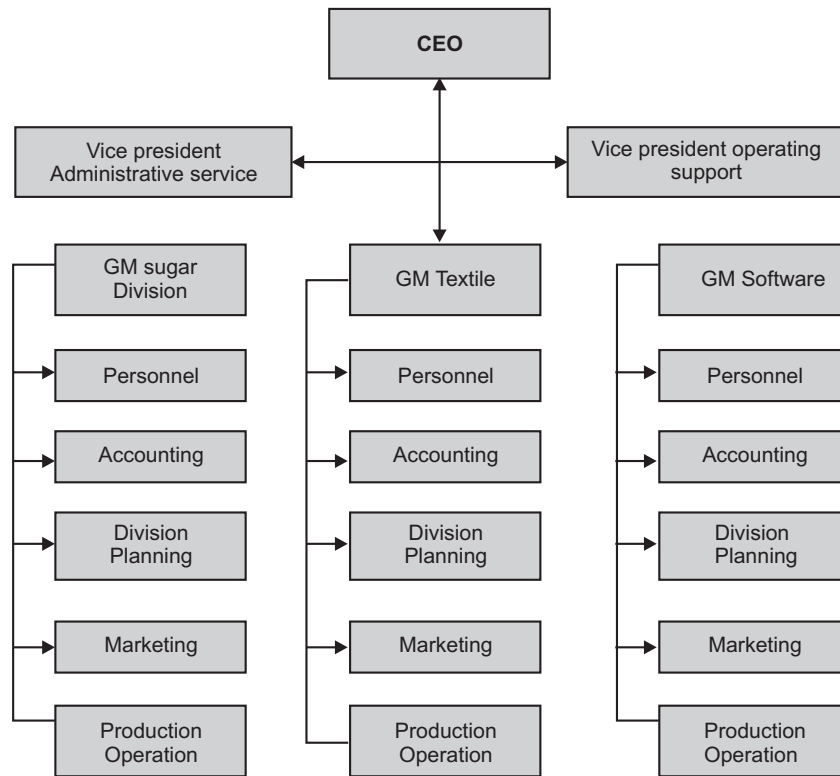 CEO
Vice president
Administrative service
Vice president operating
support
GM sugar
Division
GM Textile
GM Software
Personnel
Personnel
Personnel
Accounting
Accounting
Accounting
Division
Planning
Division
Planning
Division
Planning
Marketing
Marketing
Marketing
Production
Operation
Production
Operation
Production
Operation